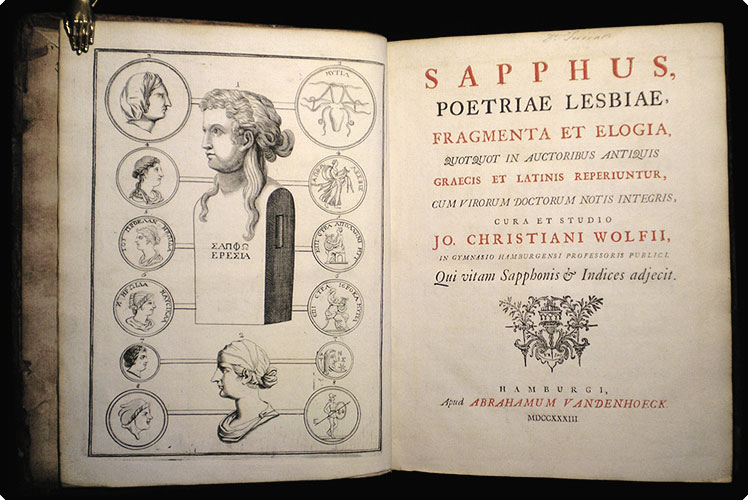 ΜΥΤΙΛ
ΣΑΠΦΩ
ΕΡΕΣΙΑ
SAPPHUS,
POETRIAE LESBIAE,
FRAGMENTA ET ELOGIA,
QUOTQUOT IN AUCTORIBUS ANTIQUIS
GRAECIS ET LATINIS REPERIUNTUR,
CUM VIRORUM DOCTORUM NOTIS INTEGRIS,
CURA ET STUDIO
JO. CHRISTIANI WOLFII,
IN GYMNASIO HAMBURGENSI PROFESSORIS PUBLICI.
Qui vitam Sapphonis & Indices adjecit.
HAMBURGI,
Apud ABRAHAMUM VANDENHOECK.
MDCCXXXIII